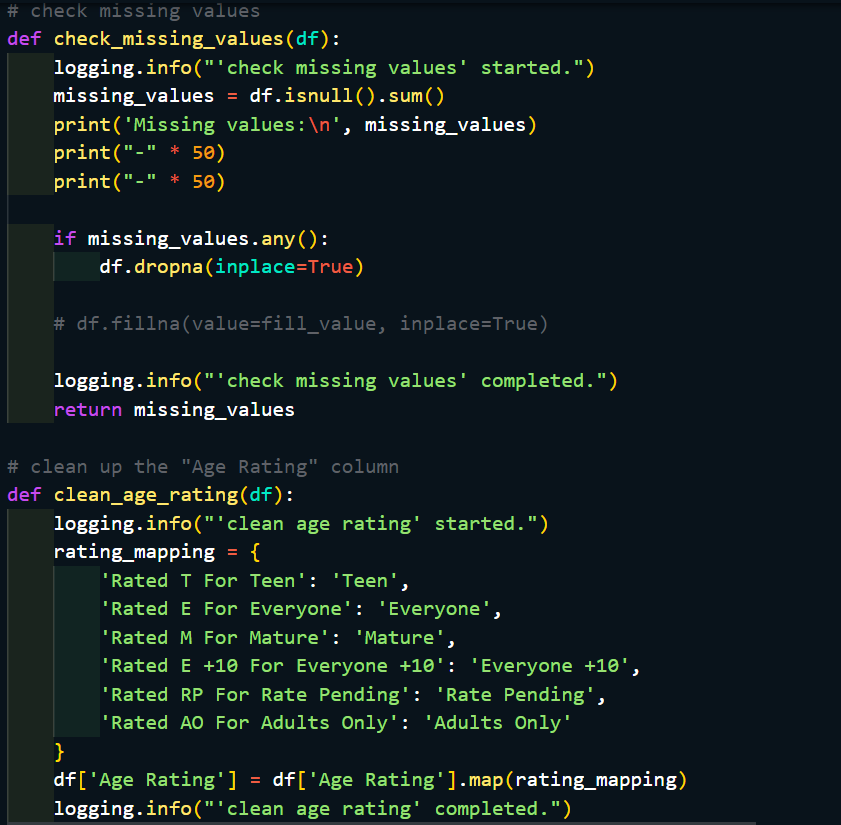 # check missing values
def check_missing_values(df):
    logging.info("'check missing values' started.")
    missing_values = df.isnull().sum()
    print('Missing values:\n', missing_values)
    print("-" * 50)
    print("-" * 50)

    if missing_values.any():
        df.dropna(inplace=True)

    # df.fillna(value=fill_value, inplace=True)

    logging.info("'check missing values' completed.")
    return missing_values

# clean up the "Age Rating" column
def clean_age_rating(df):
    logging.info("'clean age rating' started.")
    rating_mapping = {
        'Rated T For Teen': 'Teen',
        'Rated E For Everyone': 'Everyone',
        'Rated M For Mature': 'Mature',
        'Rated E +10 For Everyone +10': 'Everyone +10',
        'Rated RP For Rate Pending': 'Rate Pending',
        'Rated AO For Adults Only': 'Adults Only'
    }
    df['Age Rating'] = df['Age Rating'].map(rating_mapping)
    logging.info("'clean age rating' completed.")